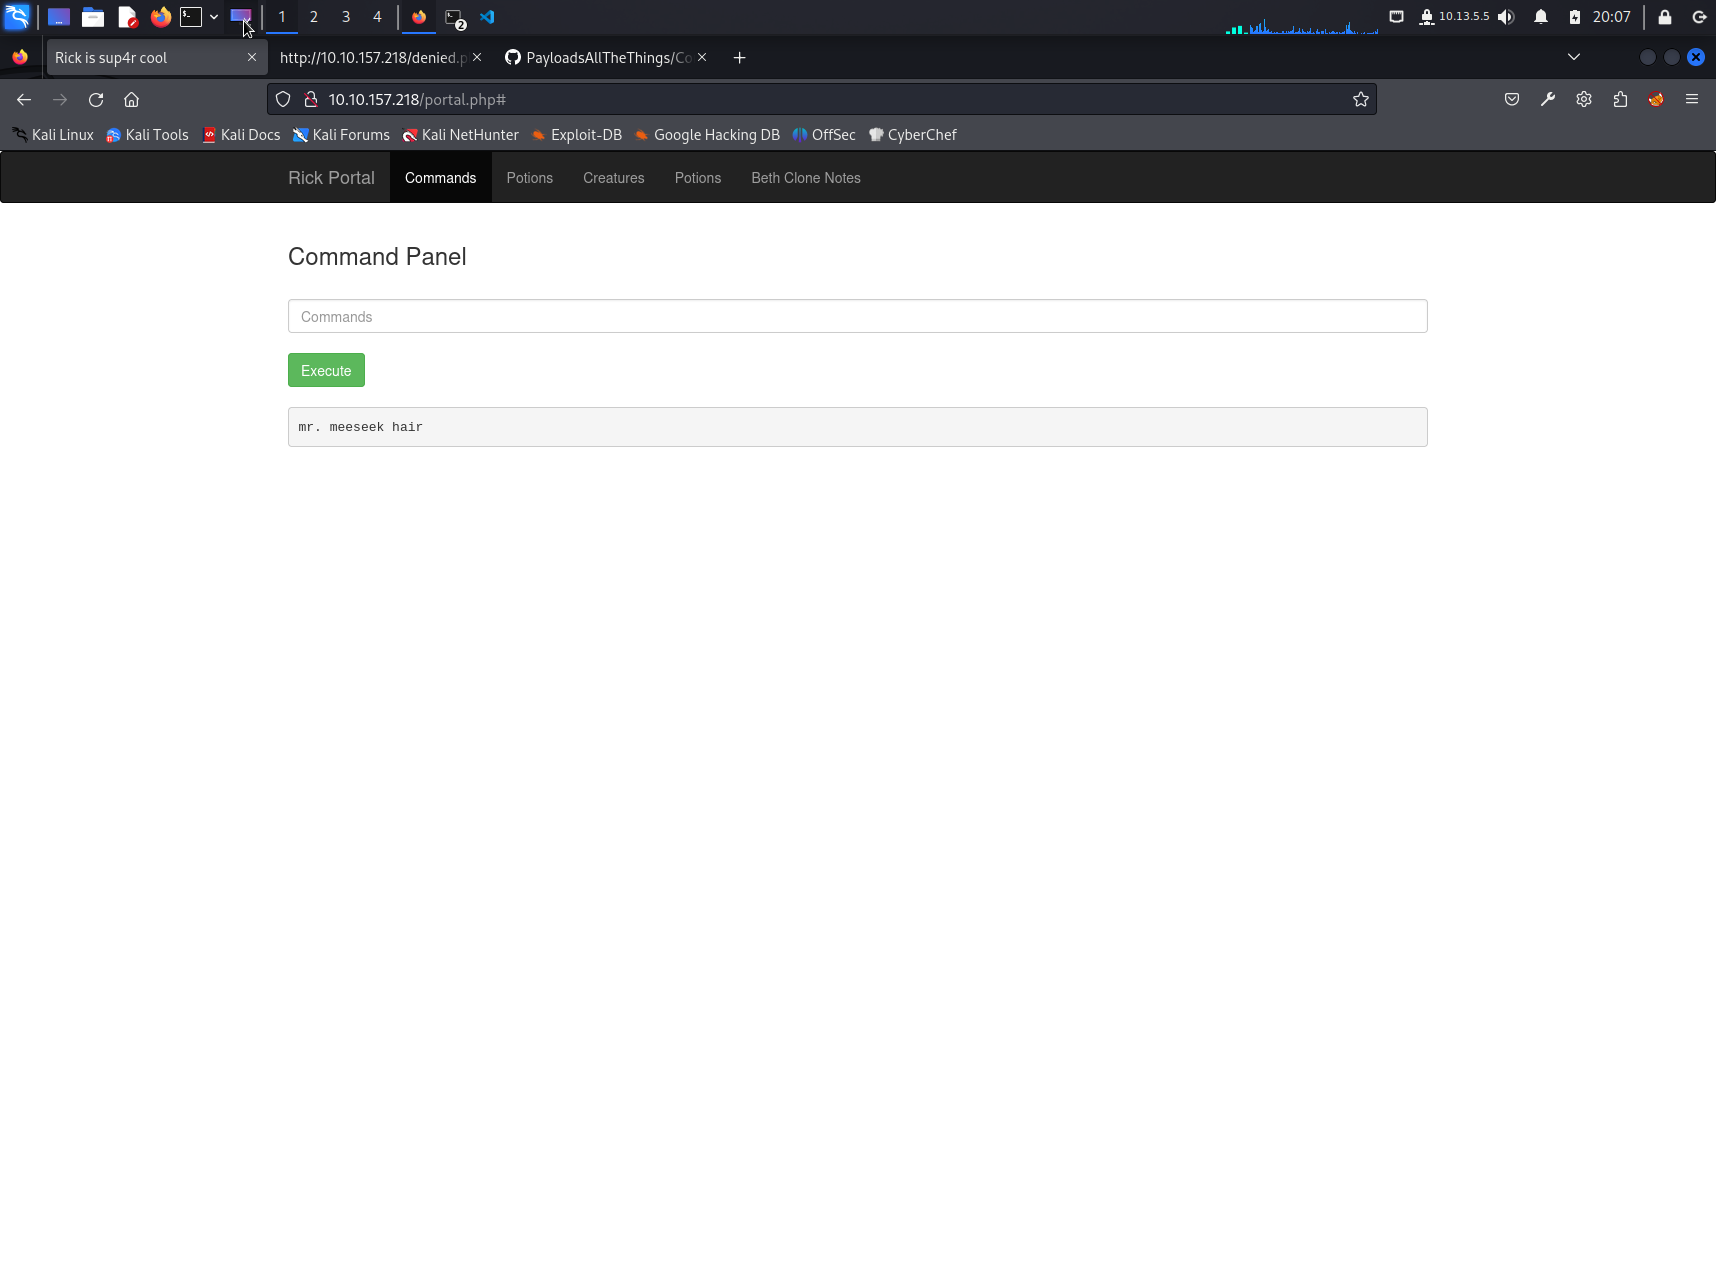 1 2 3 4 2 10.13.5.5 20:07
Rick is sup4r cool http://10.10.157.218/denied.p PayloadsAllTheThings/Co
10.10.157.218/portal.php#
Kali Linux Kali Tools Kali Docs Kali Forums Kali NetHunter Exploit-DB Google Hacking DB OffSec CyberChef
Rick Portal Commands Potions Creatures Potions Beth Clone Notes
Command Panel
Commands
Execute
mr. meeseek hair